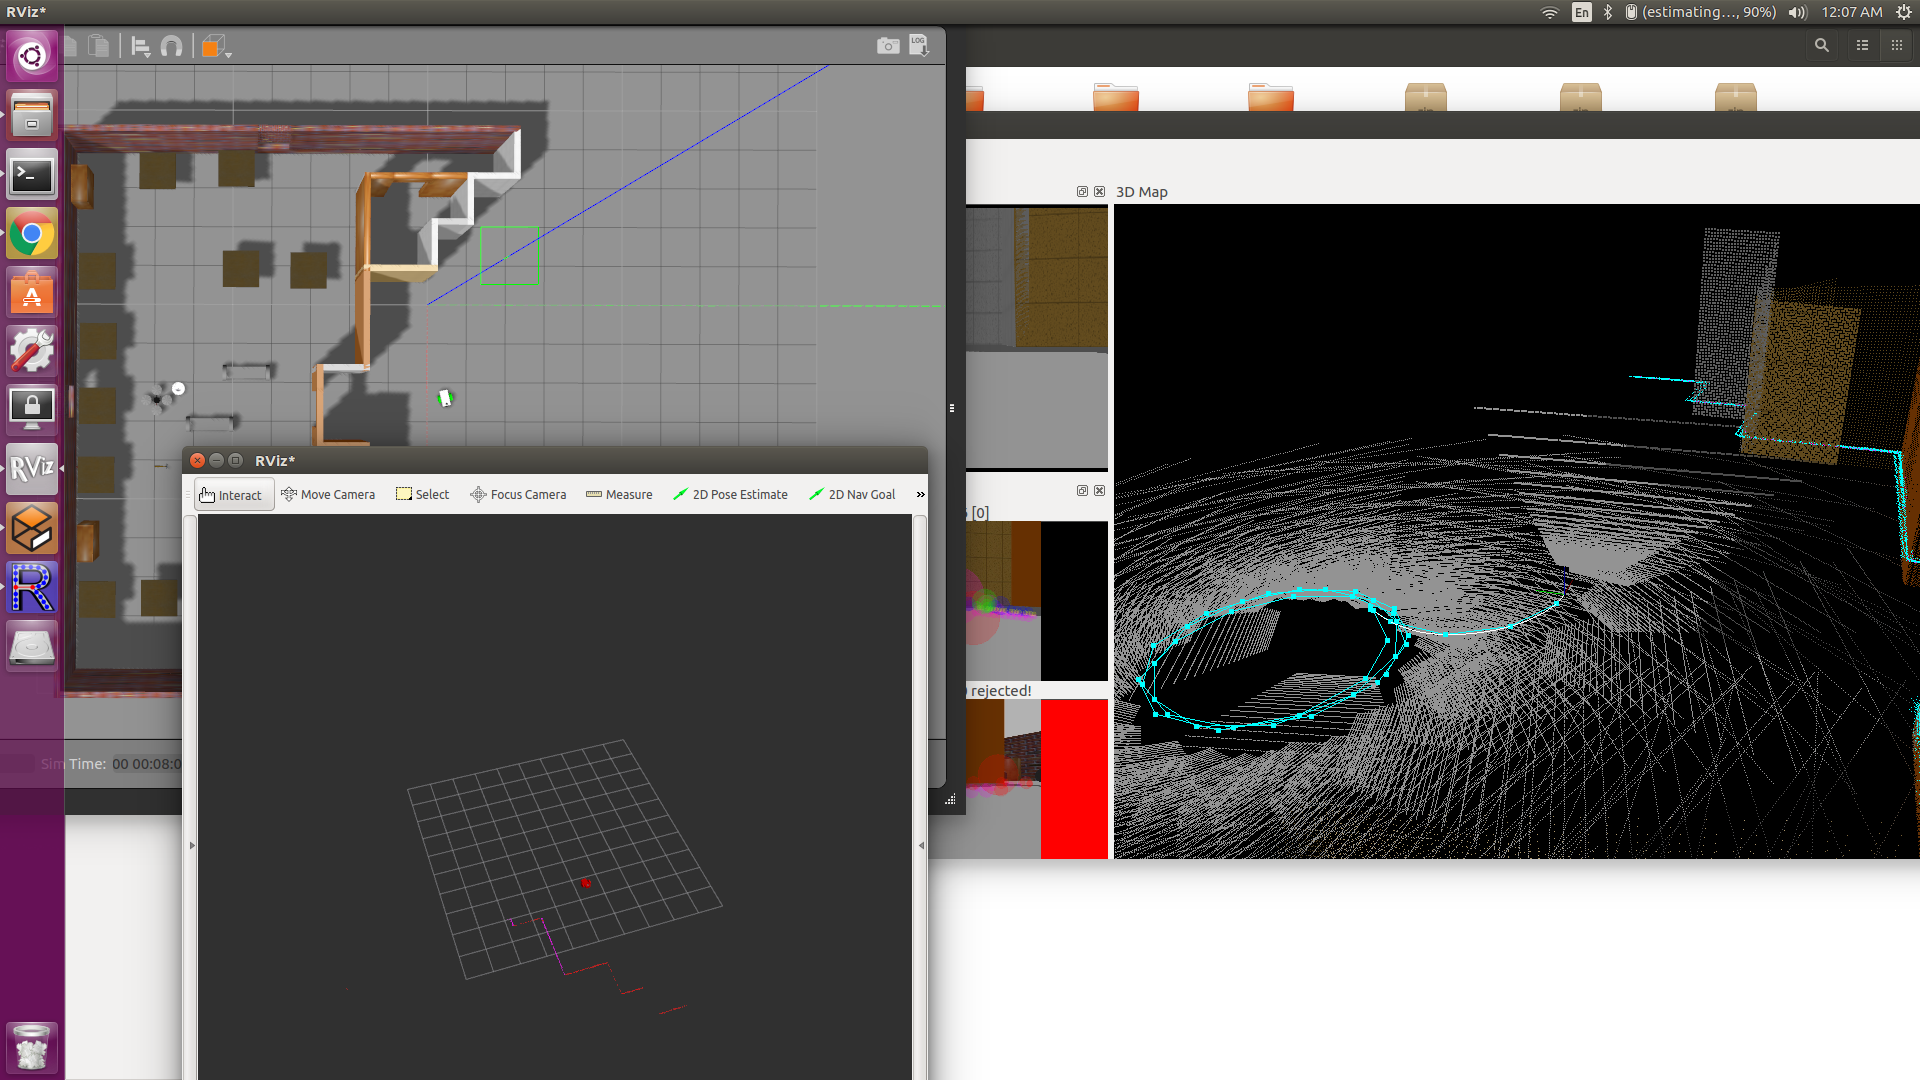 RViz*
En
(estimating..., 90%)
12:07 AM
LOG
3D Map
RViz*
Interact
Move Camera
Select
Focus Camera
Measure
2D Pose Estimate
2D Nav Goal
»
[0]
rejected!
Sim Time:
00 00:08:0
RViz